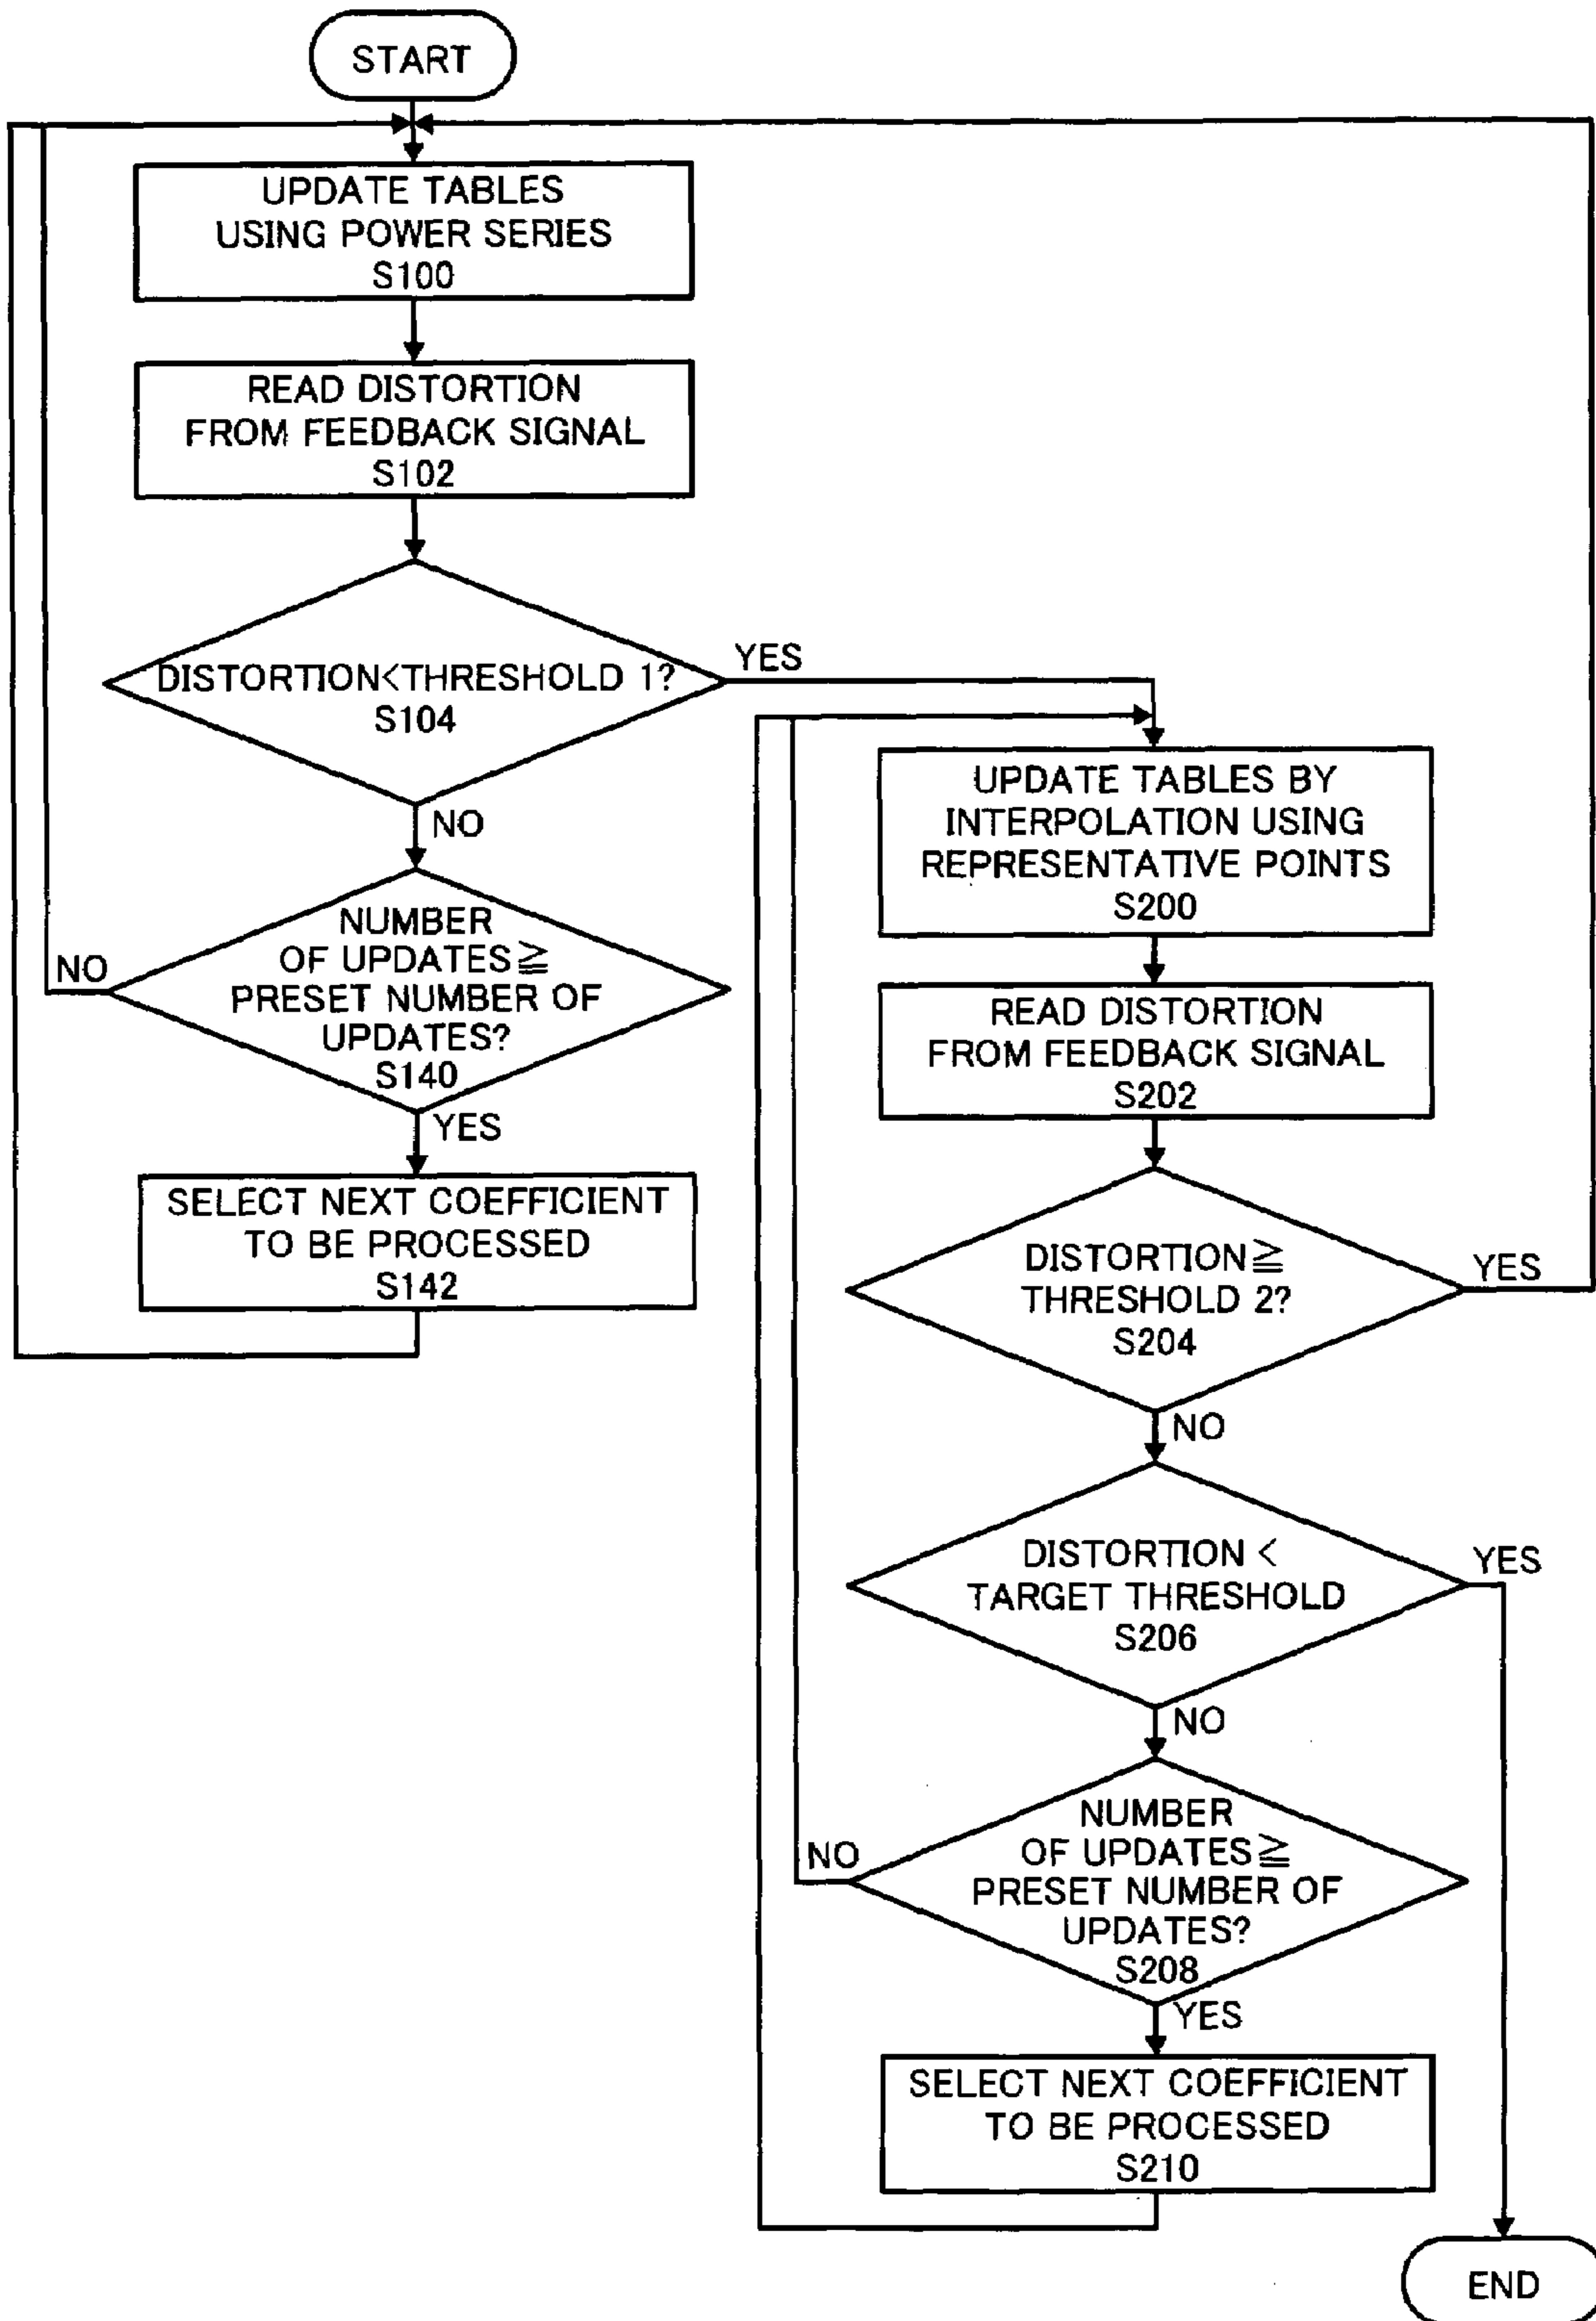 START
UPDATE TABLES
USING POWER SERIES
S100
READ DISTORTION
FROM FEEDBACK SIGNAL
S102
DISTORTION<THRESHOLD 1?
S104
YES
NO
NUMBER
OF UPDATES≧
PRESET NUMBER OF
UPDATES?
S140
NO
YES
SELECT NEXT COEFFICIENT
TO BE PROCESSED
S142
UPDATE TABLES BY
INTERPOLATION USING
REPRESENTATIVE POINTS
S200
READ DISTORTION
FROM FEEDBACK SIGNAL
S202
DISTORTION≧
THRESHOLD 2?
S204
YES
NO
DISTORTION <
TARGET THRESHOLD
S206
YES
NO
NUMBER
OF UPDATES≧
PRESET NUMBER OF
UPDATES?
S208
NO
YES
SELECT NEXT COEFFICIENT
TO BE PROCESSED
S210
END